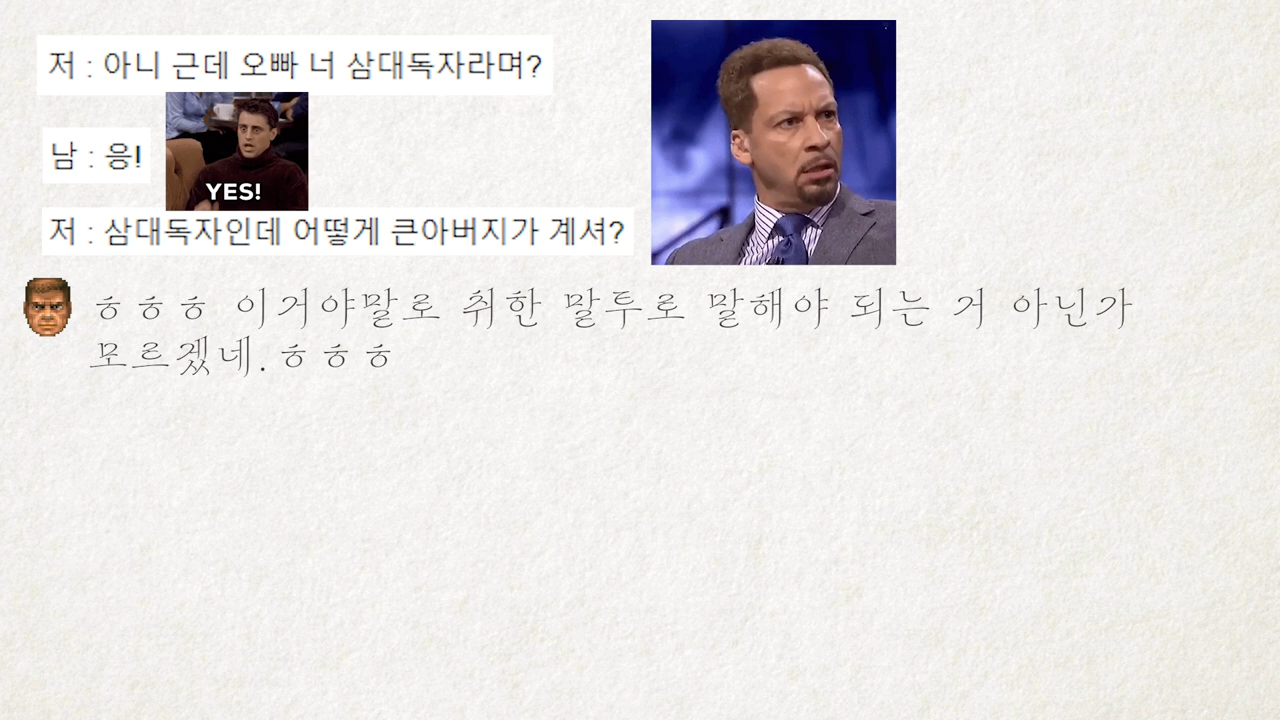 저 : 아니 근데 오빠 너 삼대독자라며?
남 : 응!
YES!
저 : 삼대독자인데 어떻게 큰아버지가 계셔?
ㅎㅎㅎ 이거야말로 취한 말투로 말해야 되는 거 아닌가
모르겠네.ㅎㅎㅎ